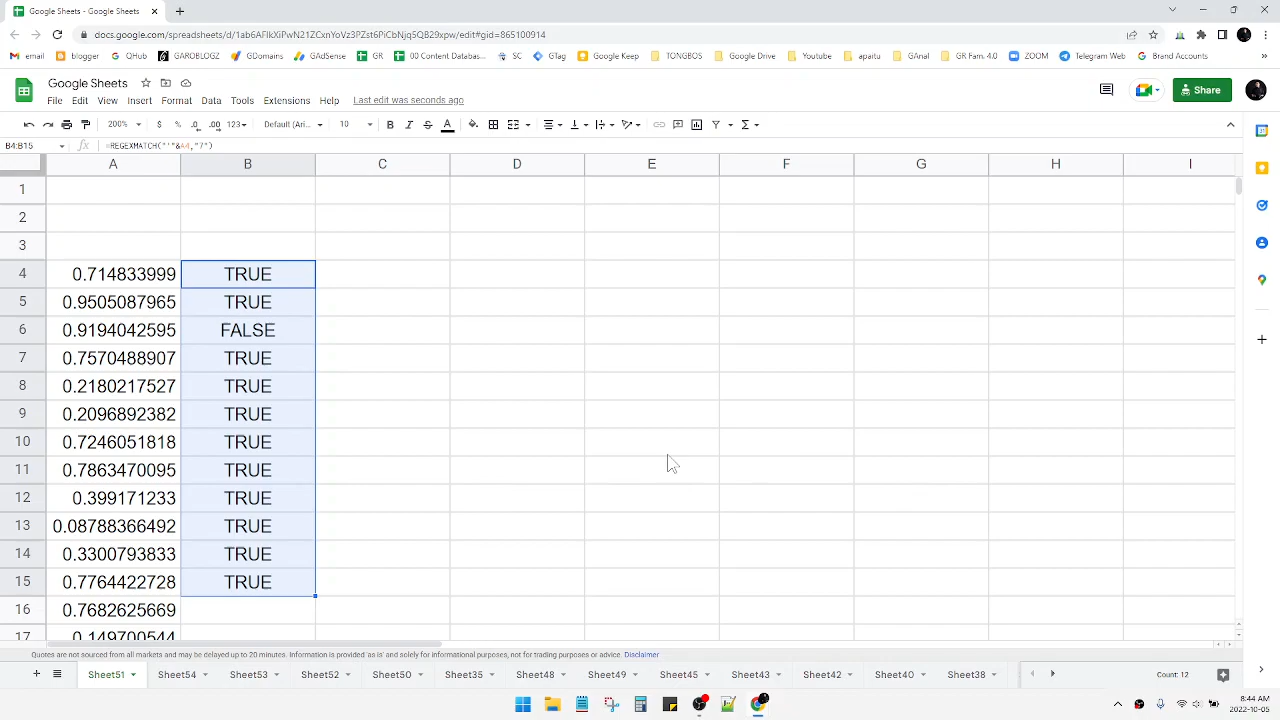 Google Sheets - Google Sheets
docs.google.com/spreadsheets/d/1ab6AFlkXiPwN21ZCxnYoVz3PZst6PiCbNjq5QB29xpw/edit#gid=865100914
email blogger QHub GAROBLOGZ GDomains AdSense GR 00 Content Databas... SC GTag Google Keep TONGBOS Google Drive Youtube apaitu GAnal GR Fam. 4.0 ZOOM Telegram Web Brand Accounts
Google Sheets
File Edit View Insert Format Data Tools Extensions Help Last edit was seconds ago
Share
200% $ % .0 .00 123 Default (Ari... 10 B I S A
B4:B15 fx =REGEXMATCH("'"&A4,"7")
A B C D E F G H I
1
2
3
4 0.714833999 TRUE
5 0.9505087965 TRUE
6 0.9194042595 FALSE
7 0.7570488907 TRUE
8 0.2180217527 TRUE
9 0.2096892382 TRUE
10 0.7246051818 TRUE
11 0.7863470095 TRUE
12 0.399171233 TRUE
13 0.08788366492 TRUE
14 0.3300793833 TRUE
15 0.7764422728 TRUE
16 0.7682625669
17 0.149700544
Quotes are not sourced from all markets and may be delayed up to 20 minutes. Information is provided 'as is' and solely for informational purposes, not for trading purposes or advice. Disclaimer
Sheet51 Sheet54 Sheet53 Sheet52 Sheet50 Sheet35 Sheet48 Sheet49 Sheet45 Sheet43 Sheet42 Sheet40 Sheet38 Count: 12
8:44 AM
2022-10-05